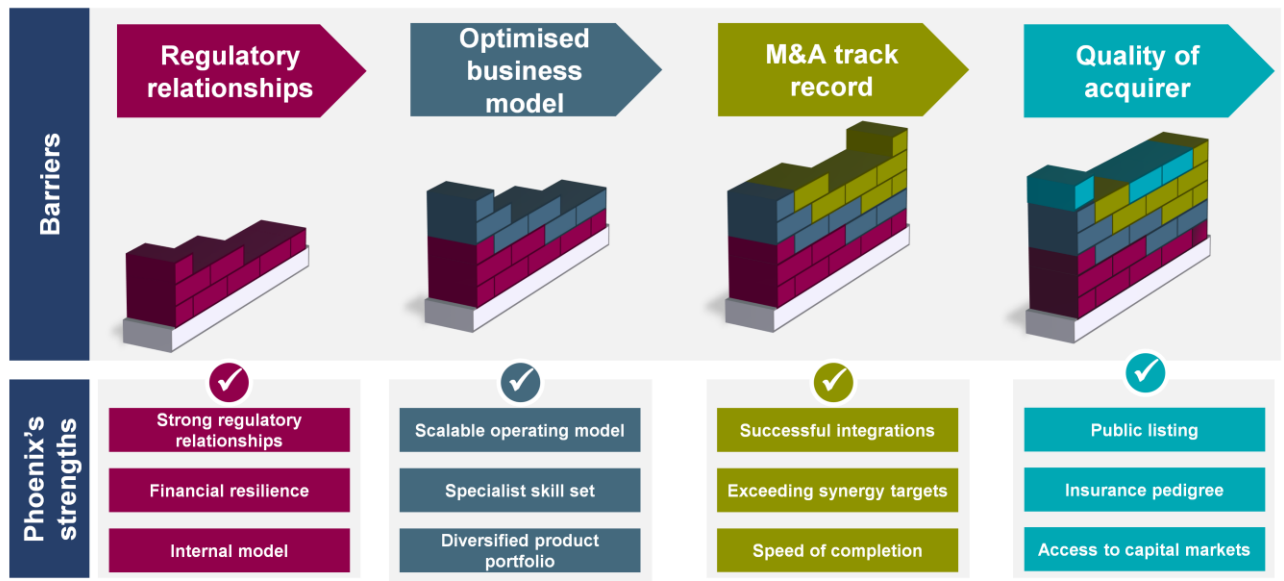 Barriers
Regulatory
relationships
Optimised
business
model
M&A track
record
Quality of
acquirer
Phoenix's
strengths
Strong regulatory
relationships
Financial resilience
Internal model
Scalable operating model
Specialist skill set
Diversified product
portfolio
Successful integrations
Exceeding synergy targets
Speed of completion
Public listing
Insurance pedigree
Access to capital markets